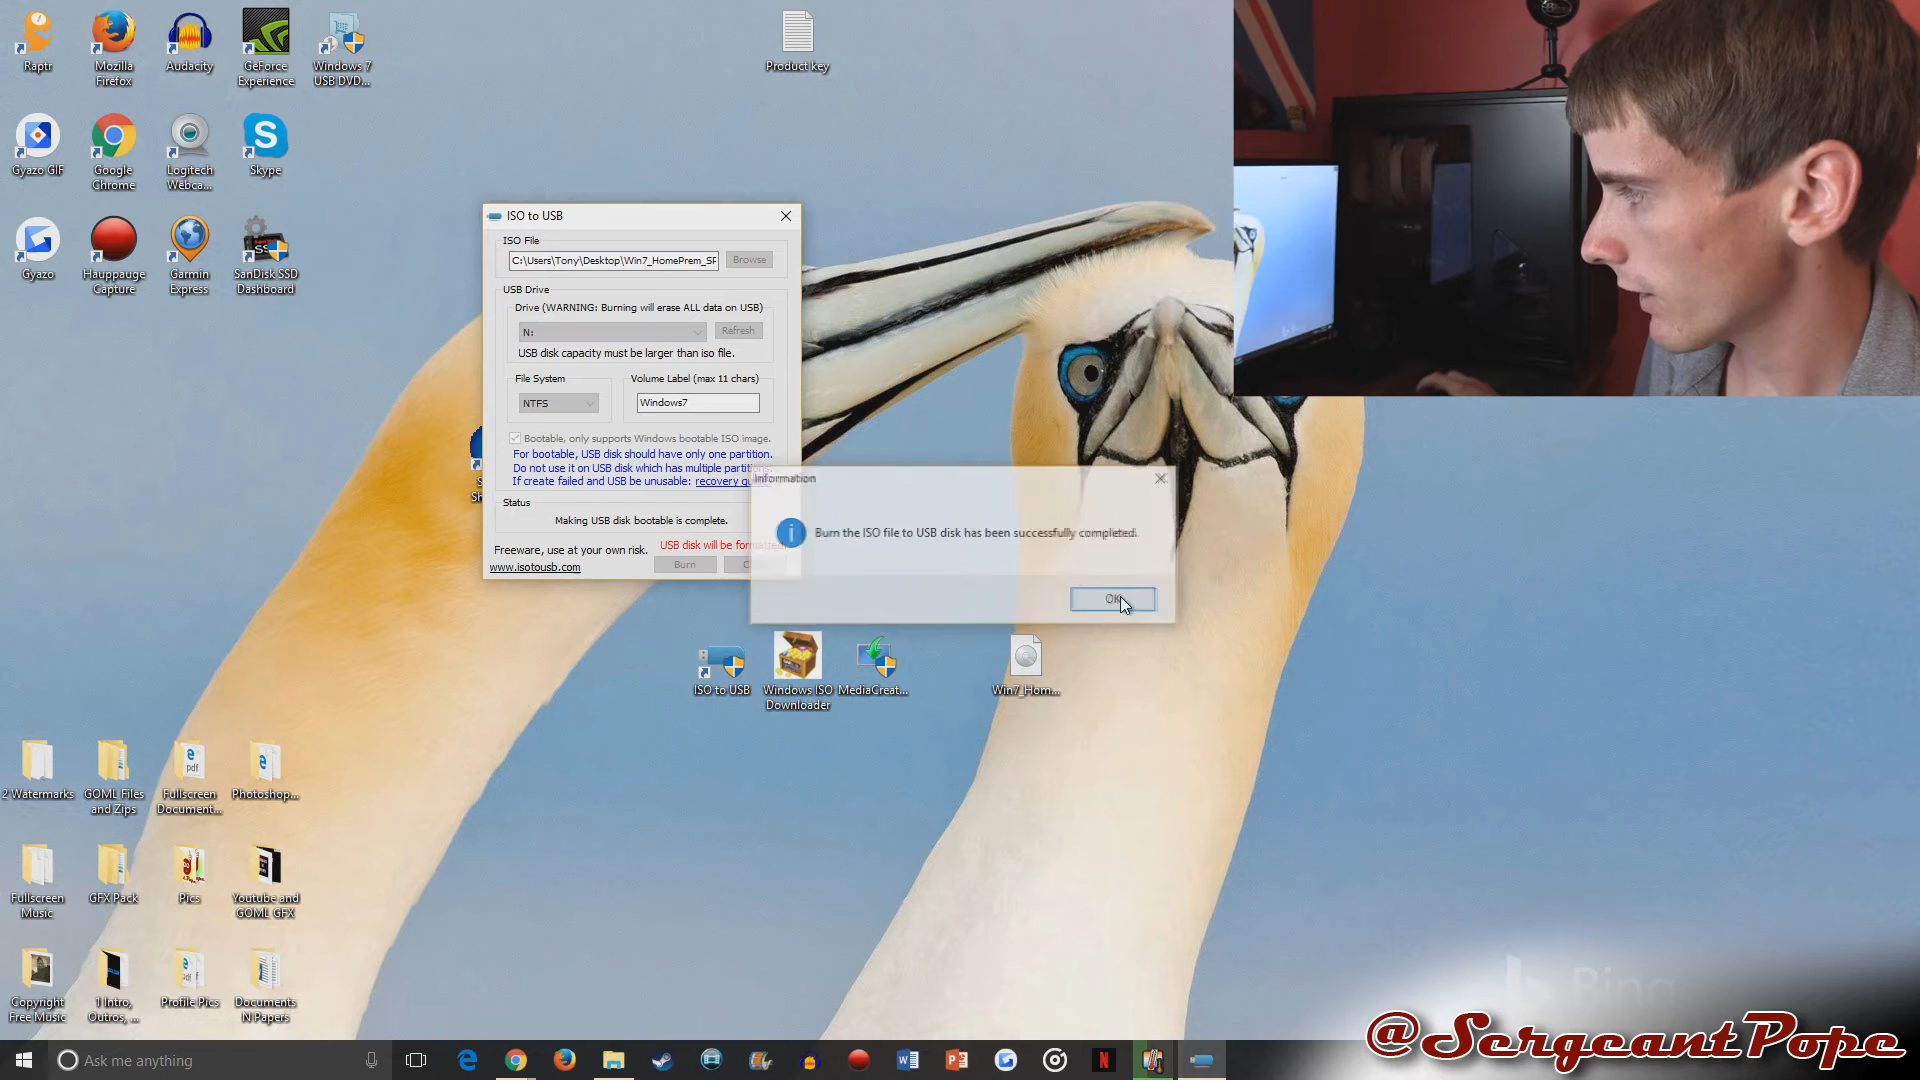 Raptr
Mozilla
Firefox
Audacity
GeForce
Experience
Windows 7
USB DVD...
Product key
Gyazo GIF
Google
Chrome
Logitech
Webca...
Skype
Gyazo
Hauppauge
Capture
Garmin
Express
SanDisk SSD
Dashboard
ISO to USB
ISO File
C:\Users\Tony\Desktop\Win7_HomePrem_SF
Browse
USB Drive
Drive (WARNING: Burning will erase ALL data on USB)
N:
Refresh
USB disk capacity must be larger than iso file.
File System
Volume Label (max 11 chars)
NTFS
Windows7
Bootable, only supports Windows bootable ISO image.
For bootable, USB disk should have only one partition.
Do not use it on USB disk which has multiple partitions.
If create failed and USB be unusable: recovery
Status
Making USB disk bootable is complete.
Freeware, use at your own risk.
USB disk will be
www.isotousb.com
Burn
Information
Burn the ISO file to USB disk has been successfully completed.
OK
ISO to USB
Windows ISO
Downloader
MediaCreat...
Win7_Hom...
2 Watermarks
GOML Files
and Zips
Fullscreen
Document...
Photoshop...
Fullscreen
Music
GFX Pack
Pics
Youtube and
GOML GFX
Copyright
Free Music
1 Intro,
Outros, ...
Profile Pics
Documents
N Papers
Bing
@SergeantPope
Ask me anything